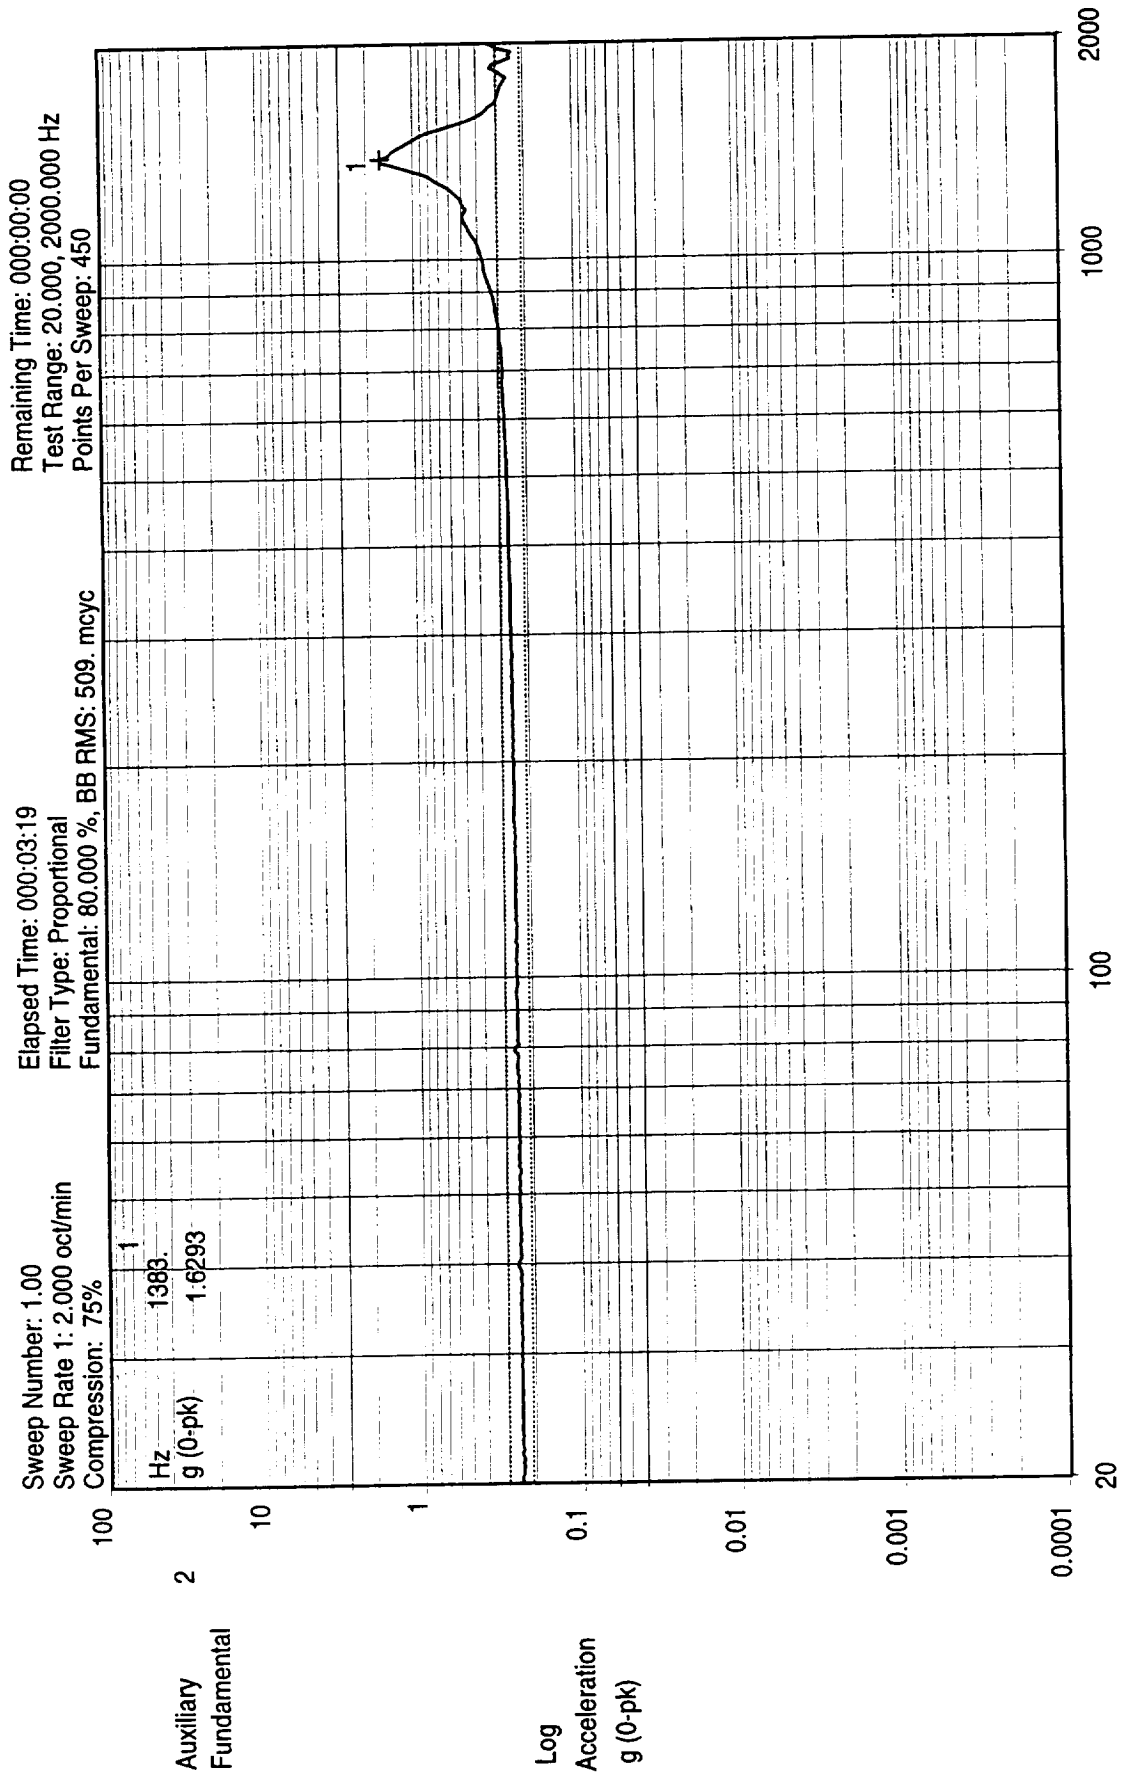 Sweep Number: 1.00
Sweep Rate 1: 2.000 oct/min
Compression: 75%
Elapsed Time: 000:03:19
Filter Type: Proportional
Fundamental: 80.000 %, BB RMS: 509. mcyc
Remaining Time: 000:00:00
Test Range: 20.000, 2000.000 Hz
Points Per Sweep: 450
1
Hz 1383.
g (0-pk) 1.6293
1
Auxiliary 2
Fundamental
Log
Acceleration
g (0-pk)
100
10
1
0.1
0.01
0.001
0.0001
20
100
1000
2000